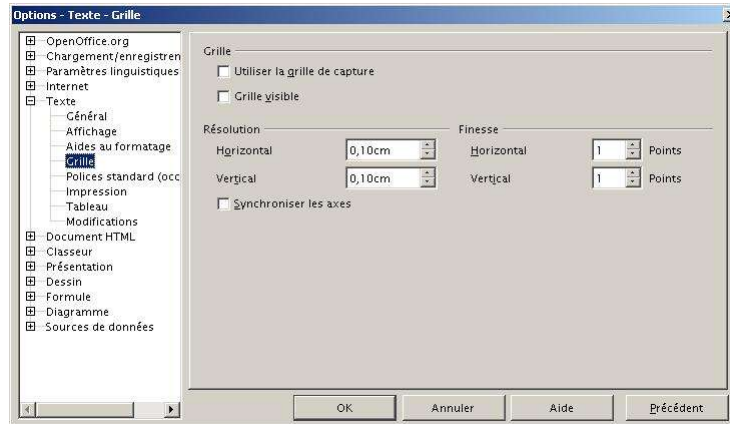 Options - Texte - Grille
OpenOffice.org
Chargement/enregistren
Paramètres linguistiques
Internet
Texte
Général
Affichage
Aides au formatage
Grille
Polices standard (occ
Impression
Tableau
Modifications
Document HTML
Classeur
Présentation
Dessin
Formule
Diagramme
Sources de données
Grille
Utiliser la grille de capture
Grille visible
Résolution
Horizontal 0,10cm
Vertical 0,10cm
Synchroniser les axes
Finesse
Horizontal 1 Points
Vertical 1 Points
OK Annuler Aide Précédent